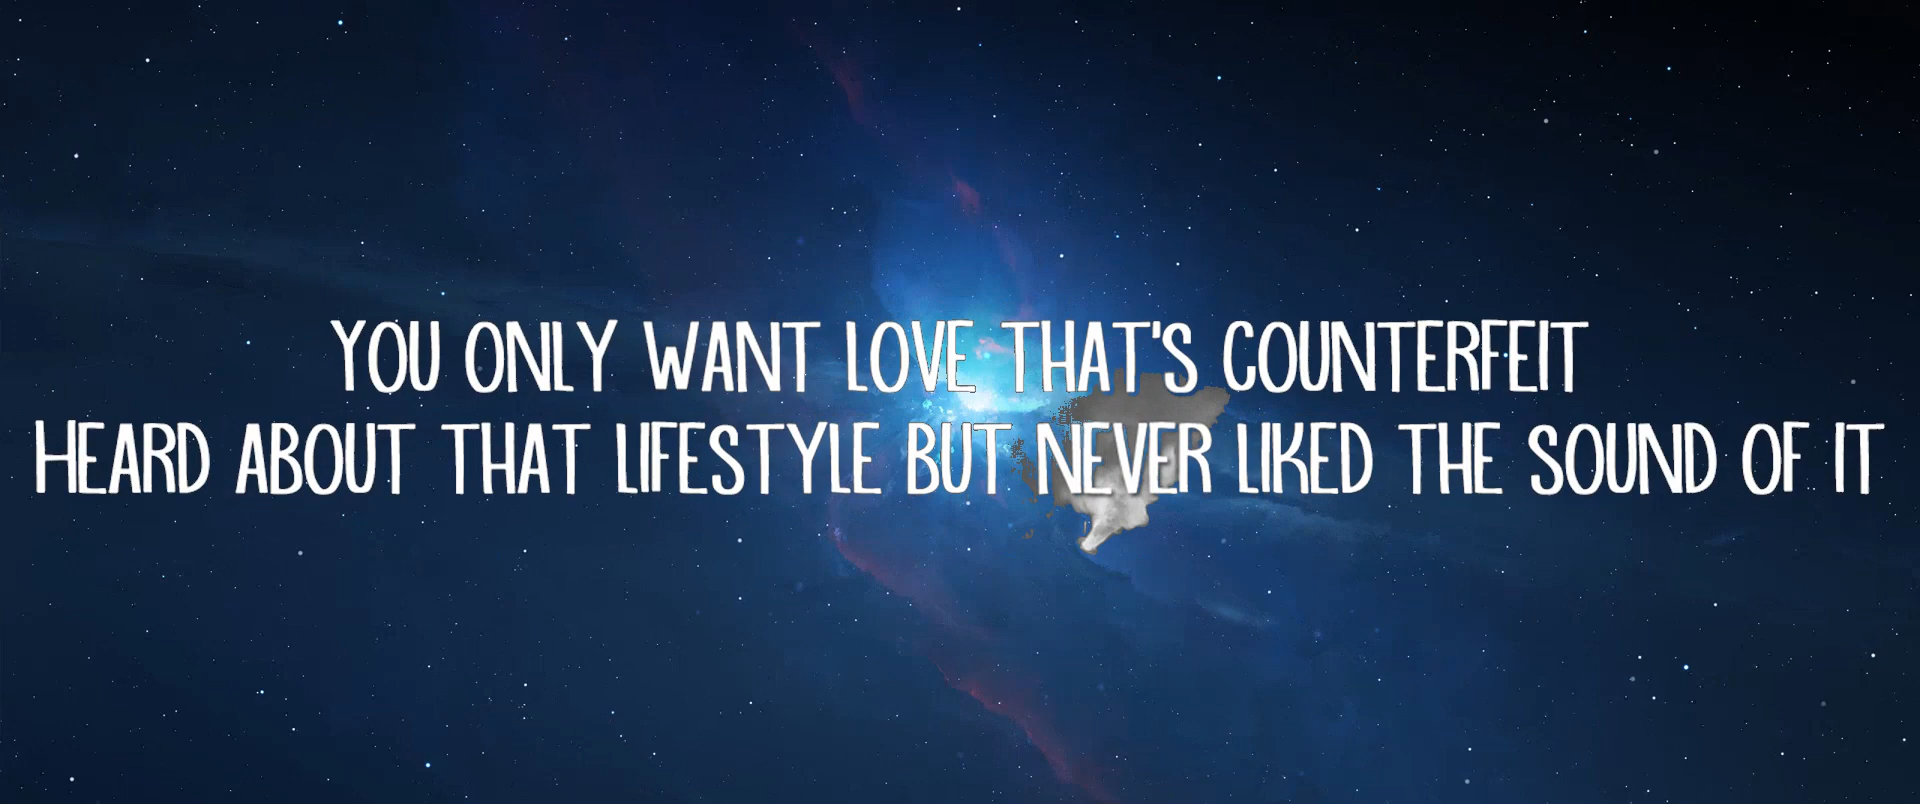 YOU ONLY WANT LOVE THAT'S COUNTERFEIT
HEARD ABOUT THAT LIFESTYLE BUT NEVER LIKED THE SOUND OF IT